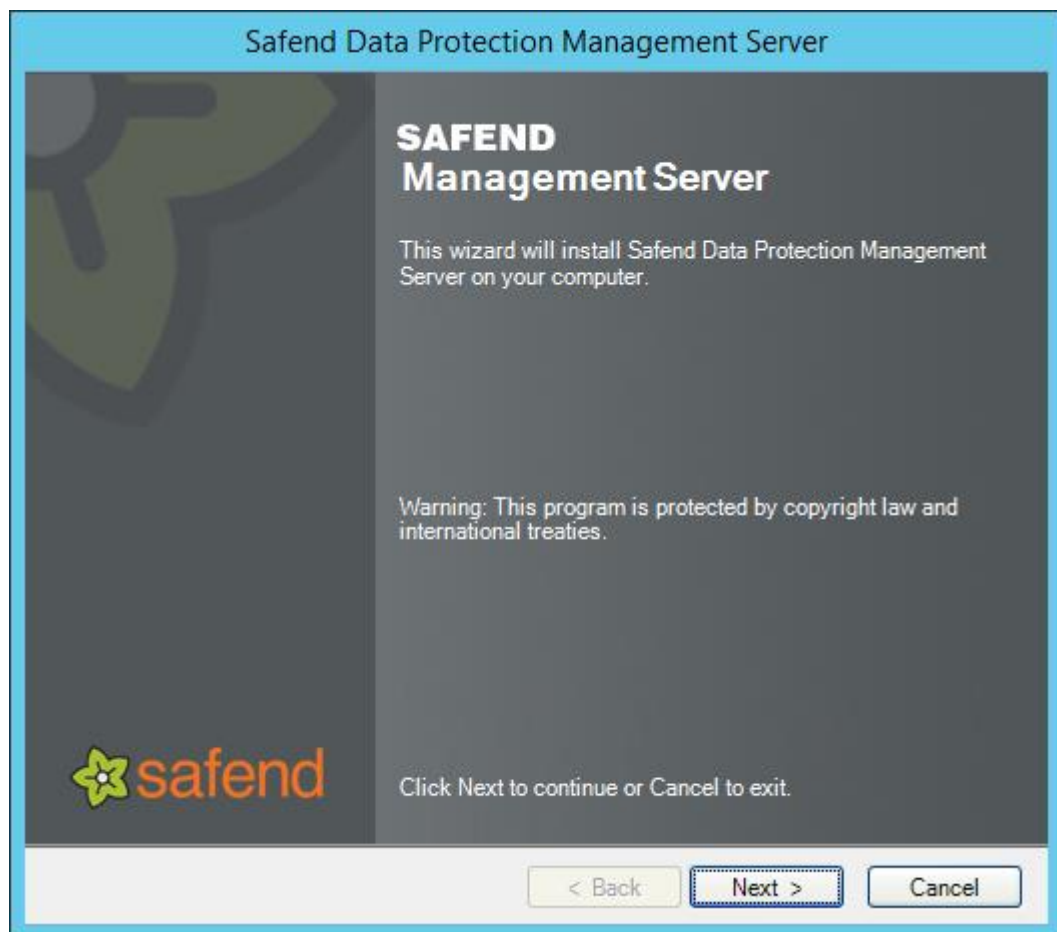 Safend Data Protection Management Server
SAFEND
Management Server
This wizard will install Safend Data Protection Management
Server on your computer.
Warning: This program is protected by copyright law and
international treaties.
safend
Click Next to continue or Cancel to exit.
< Back Next > Cancel